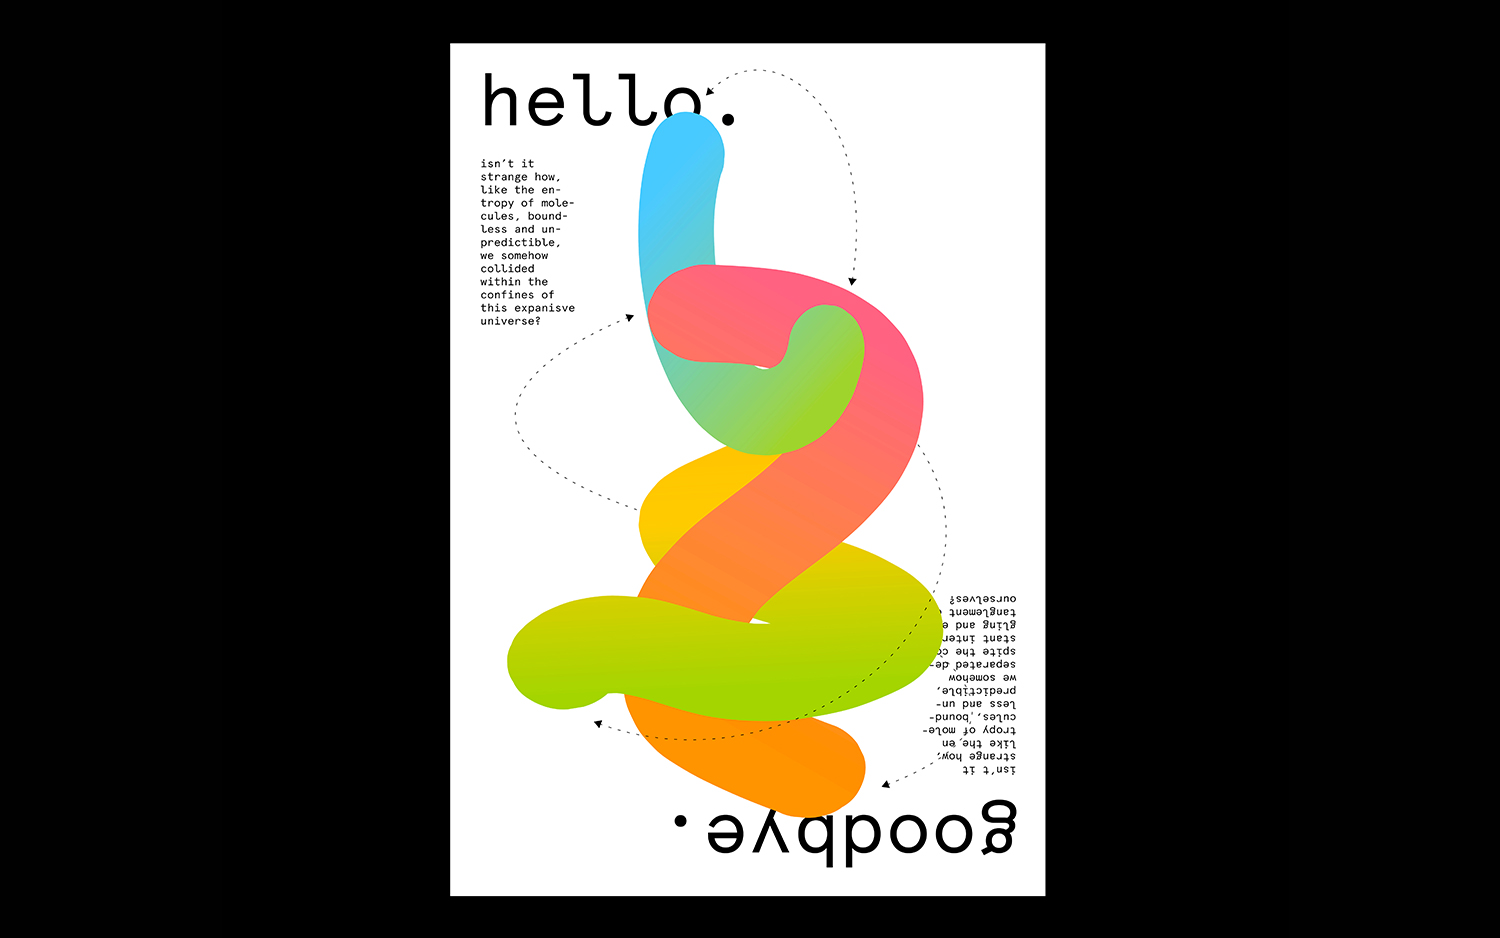 hello.
isn't it
strange how,
like the en-
tropy of mole-
cules, bound-
less and un-
predictible,
we somehow
collided
within the
confines of
this expanisve
universe?
goodbye.
isn't it
strange how,
like the en
tropy of mole-
cules, bound-
less and un-
predictible,
we somehow
separated de-
spite the
stant
gling and
tanglement
ourselves?